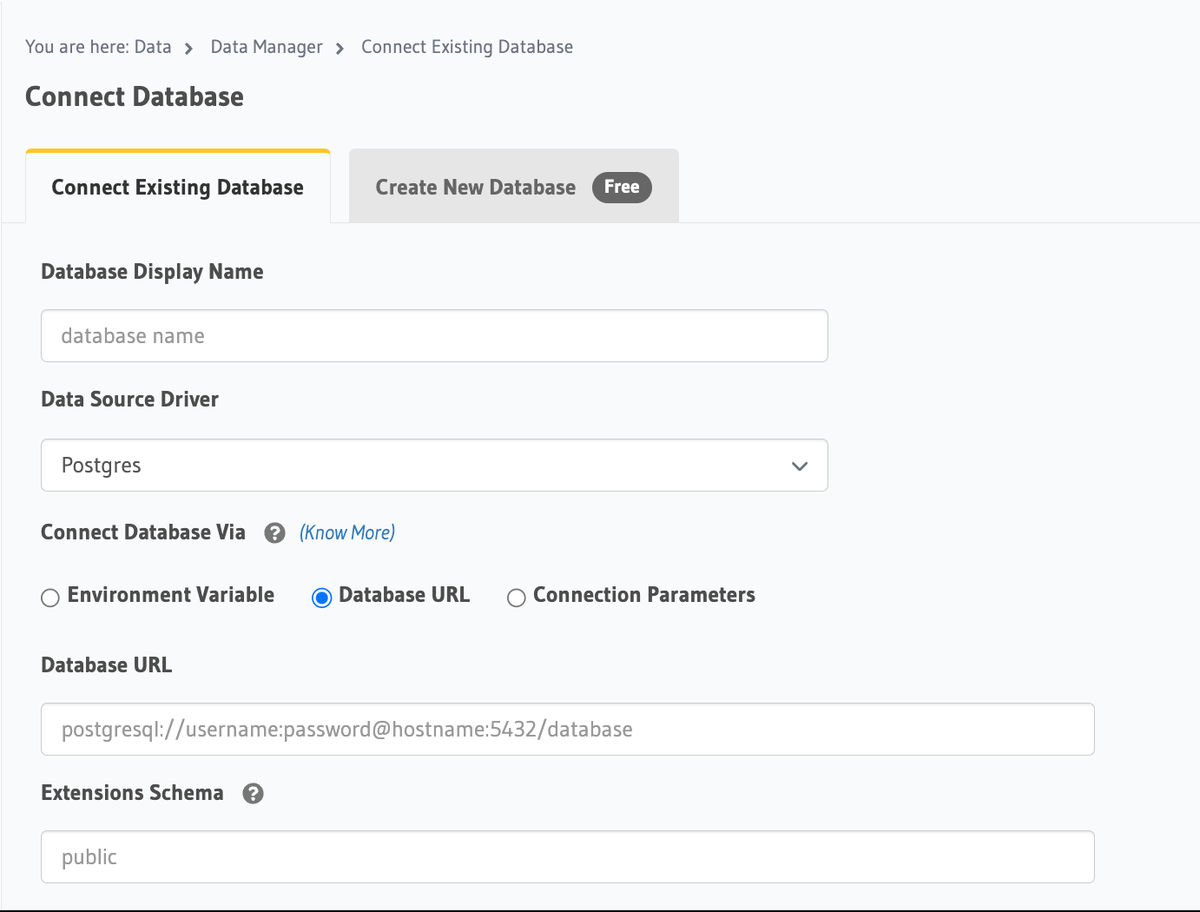 You are here: Data > Data Manager > Connect Existing Database
Connect Database
Connect Existing Database Create New Database Free
Database Display Name
database name
Data Source Driver
Postgres
Connect Database Via ? (Know More)
Environment Variable Database URL Connection Parameters
Database URL
postgresql://username:password@hostname:5432/database
Extensions Schema ?
public